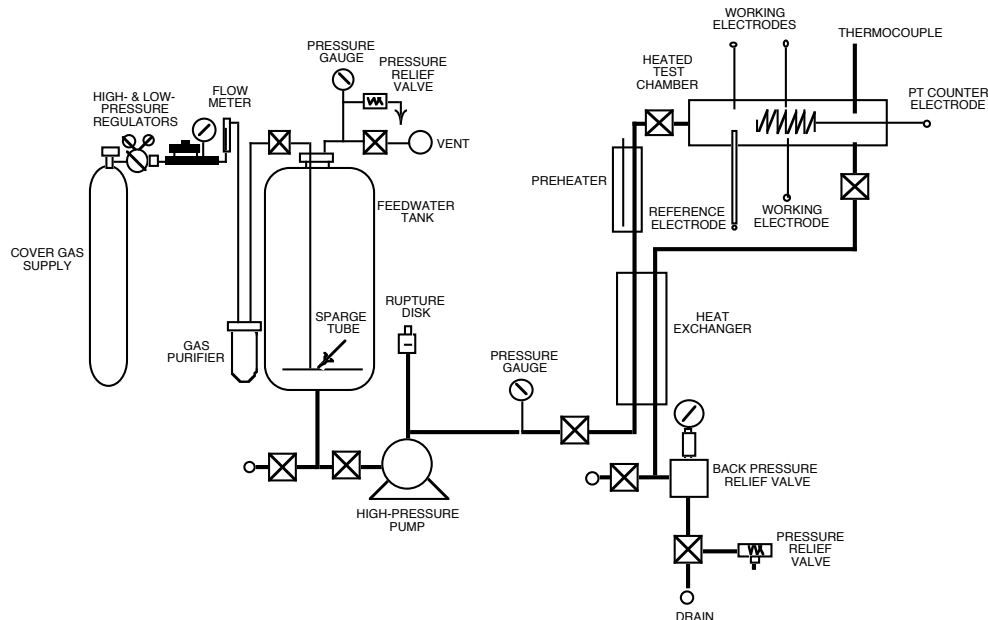 WORKING
ELECTRODES
THERMOCOUPLE
PRESSURE
GAUGE
PRESSURE
RELIEF
VALVE
HEATED
TEST
CHAMBER
HIGH- & LOW-
PRESSURE
REGULATORS
FLOW
METER
PT COUNTER
ELECTRODE
VENT
PREHEATER
FEEDWATER
TANK
REFERENCE
ELECTRODE
WORKING
ELECTRODE
COVER GAS
SUPPLY
RUPTURE
DISK
SPARGE
TUBE
HEAT
EXCHANGER
GAS
PURIFIER
PRESSURE
GAUGE
BACK PRESSURE
RELIEF VALVE
HIGH-PRESSURE
PUMP
PRESSURE
RELIEF
VALVE
DRAIN